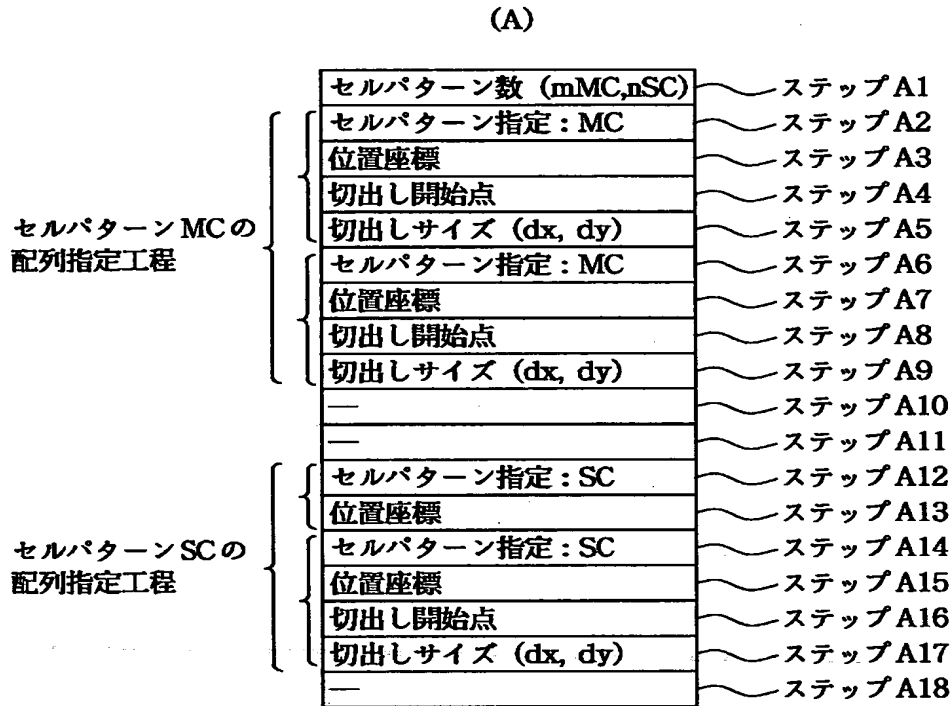 (A)
セルパターン数 (mMC,nSC) ステップA1
セルパターン指定:MC ステップA2
位置座標 ステップA3
切出し開始点 ステップA4
切出しサイズ (dx, dy) ステップA5
セルパターンMCの
配列指定工程
セルパターン指定:MC ステップA6
位置座標 ステップA7
切出し開始点 ステップA8
切出しサイズ (dx, dy) ステップA9
— ステップA10
— ステップA11
セルパターン指定:SC ステップA12
位置座標 ステップA13
セルパターンSCの
配列指定工程
セルパターン指定:SC ステップA14
位置座標 ステップA15
切出し開始点 ステップA16
切出しサイズ (dx, dy) ステップA17
— ステップA18